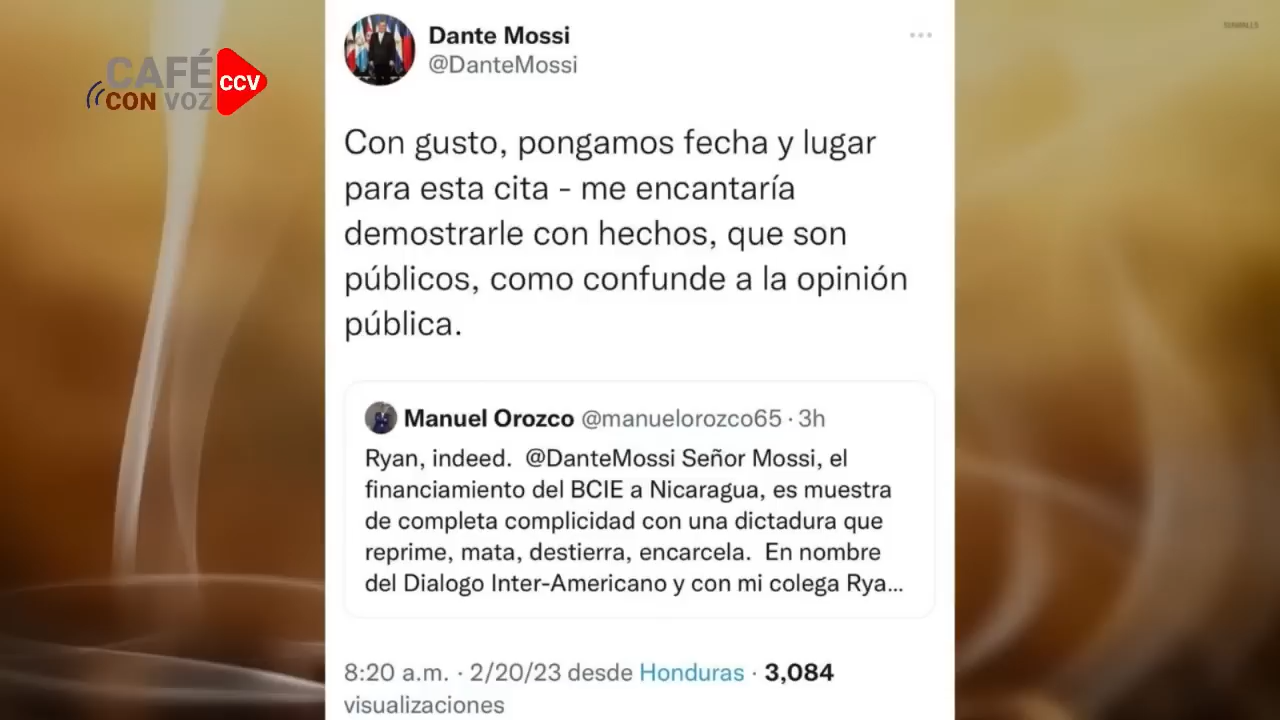 CAFÉ
CON VOZ
CCV
Dante Mossi
@DanteMossi
Con gusto, pongamos fecha y lugar
para esta cita - me encantaría
demostrarle con hechos, que son
públicos, como confunde a la opinión
pública.
Manuel Orozco @manuelorozco65 · 3h
Ryan, indeed. @DanteMossi Señor Mossi, el
financiamiento del BCIE a Nicaragua, es muestra
de completa complicidad con una dictadura que
reprime, mata, destierra, encarcela. En nombre
del Dialogo Inter-Americano y con mi colega Rya...
8:20 a.m. · 2/20/23 desde Honduras · 3,084
visualizaciones